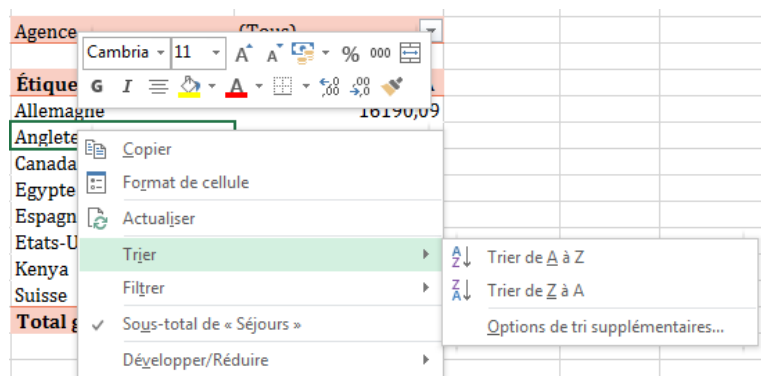 Agence (Tous)
Cambria 11 A A % 000
Étique
G I A ,00 ,00
Allemagne 16190,09
Anglete
Copier
Canada
Format de cellule
Egypte
Espagn
Actualiser
Etats-U
Trier
Trier de A à Z
Kenya
Filtrer
Trier de Z à A
Suisse
Total g
Sous-total de « Séjours »
Options de tri supplémentaires...
Développer/Réduire